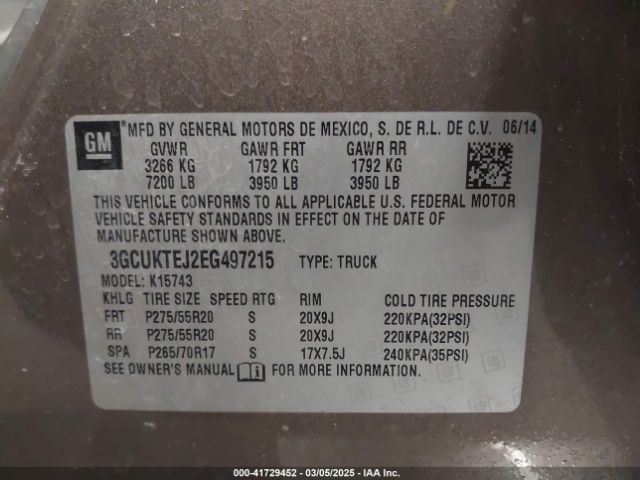 GM
*MFD BY GENERAL MOTORS DE MEXICO, S. DE R.L. DE C.V. 06/14
GVWR GAWR FRT GAWR RR
3266 KG 1792 KG 1792 KG
7200 LB 3950 LB 3950 LB
THIS VEHICLE CONFORMS TO ALL APPLICABLE U.S. FEDERAL MOTOR
VEHICLE SAFETY STANDARDS IN EFFECT ON THE DATE OF
MANUFACTURE SHOWN ABOVE.
3GCUKTEJ2EG497215 TYPE: TRUCK
MODEL: K15743
KHLG TIRE SIZE SPEED RTG RIM COLD TIRE PRESSURE
FRT P275/55R20 S 20X9J 220KPA(32PSI)
RR P275/55R20 S 20X9J 220KPA(32PSI)
SPA P265/70R17 S 17X7.5J 240KPA(35PSI)
SEE OWNER'S MANUAL FOR MORE INFORMATION.
000-41729452 - 03/05/2025 - IAA Inc.